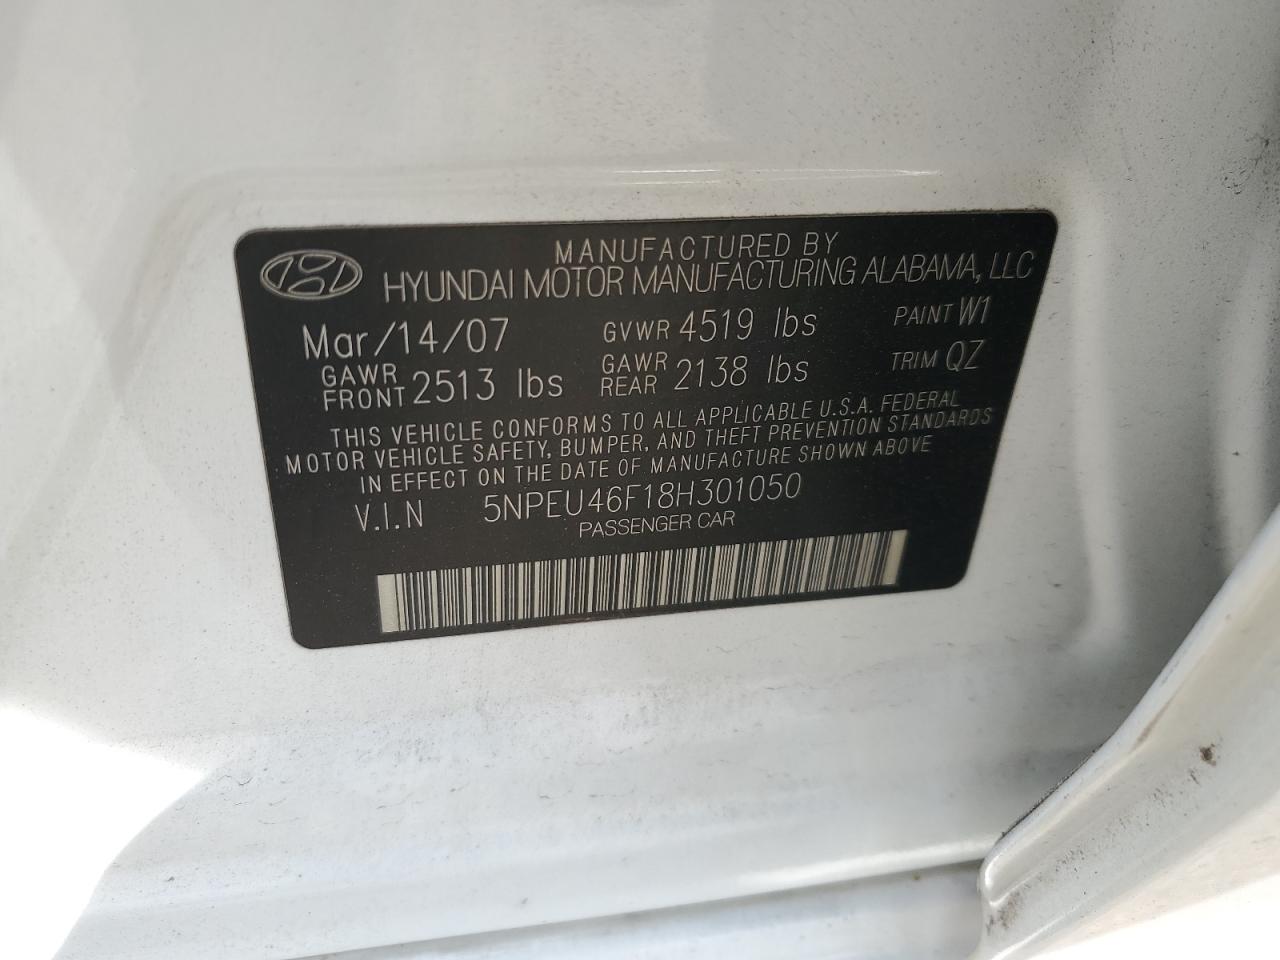 MANUFACTURED BY
HYUNDAI MOTOR MANUFACTURING ALABAMA, LLC
Mar/14/07 GVWR 4519 lbs PAINT W1
GAWR FRONT 2513 lbs GAWR REAR 2138 lbs TRIM QZ
THIS VEHICLE CONFORMS TO ALL APPLICABLE U.S.A. FEDERAL
MOTOR VEHICLE SAFETY, BUMPER, AND THEFT PREVENTION STANDARDS
IN EFFECT ON THE DATE OF MANUFACTURE SHOWN ABOVE
V.I.N 5NPEU46F18H301050
PASSENGER CAR